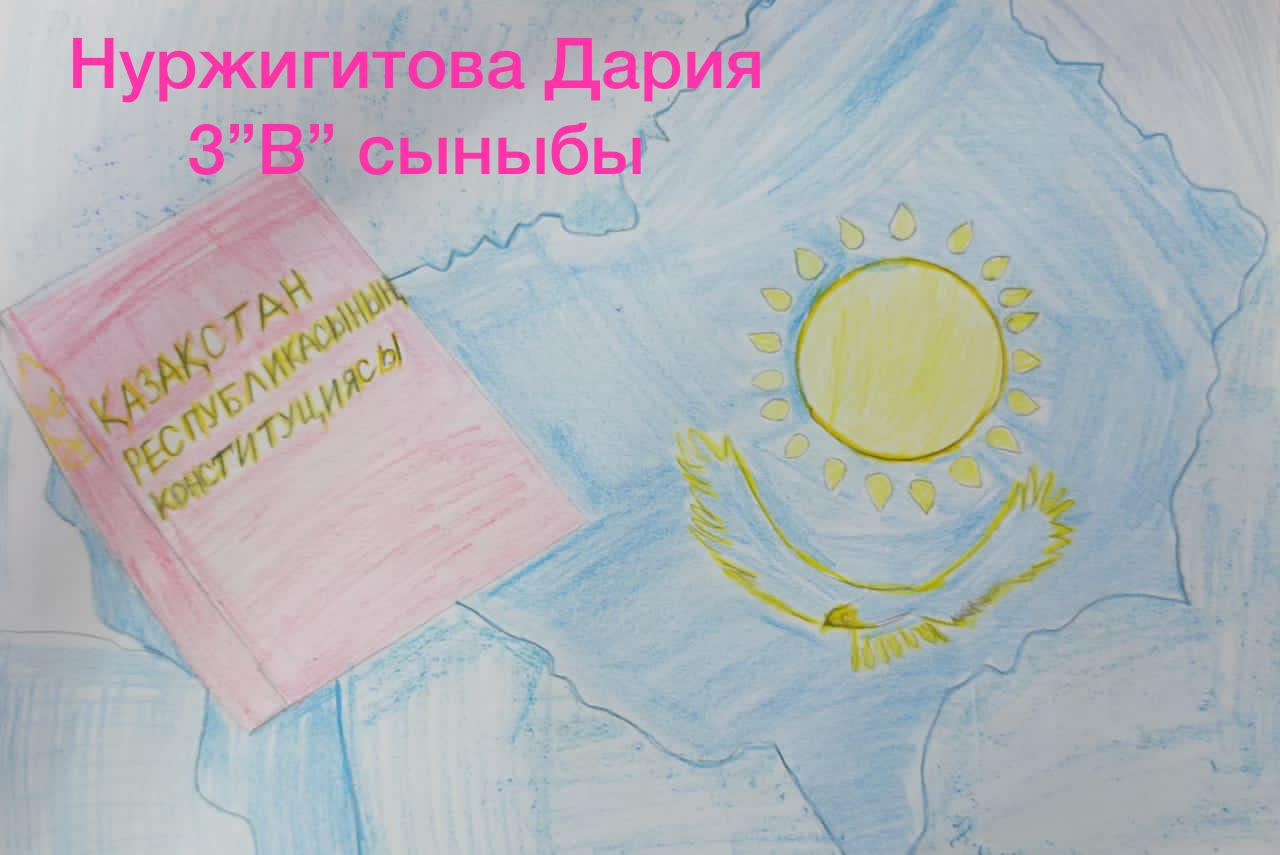 Нуржигитова Дария
3”В” сыныбы
ҚАЗАҚСТАН
РЕСПУБЛИКАСЫНЫҢ
КОНСТИТУЦИЯСЫ